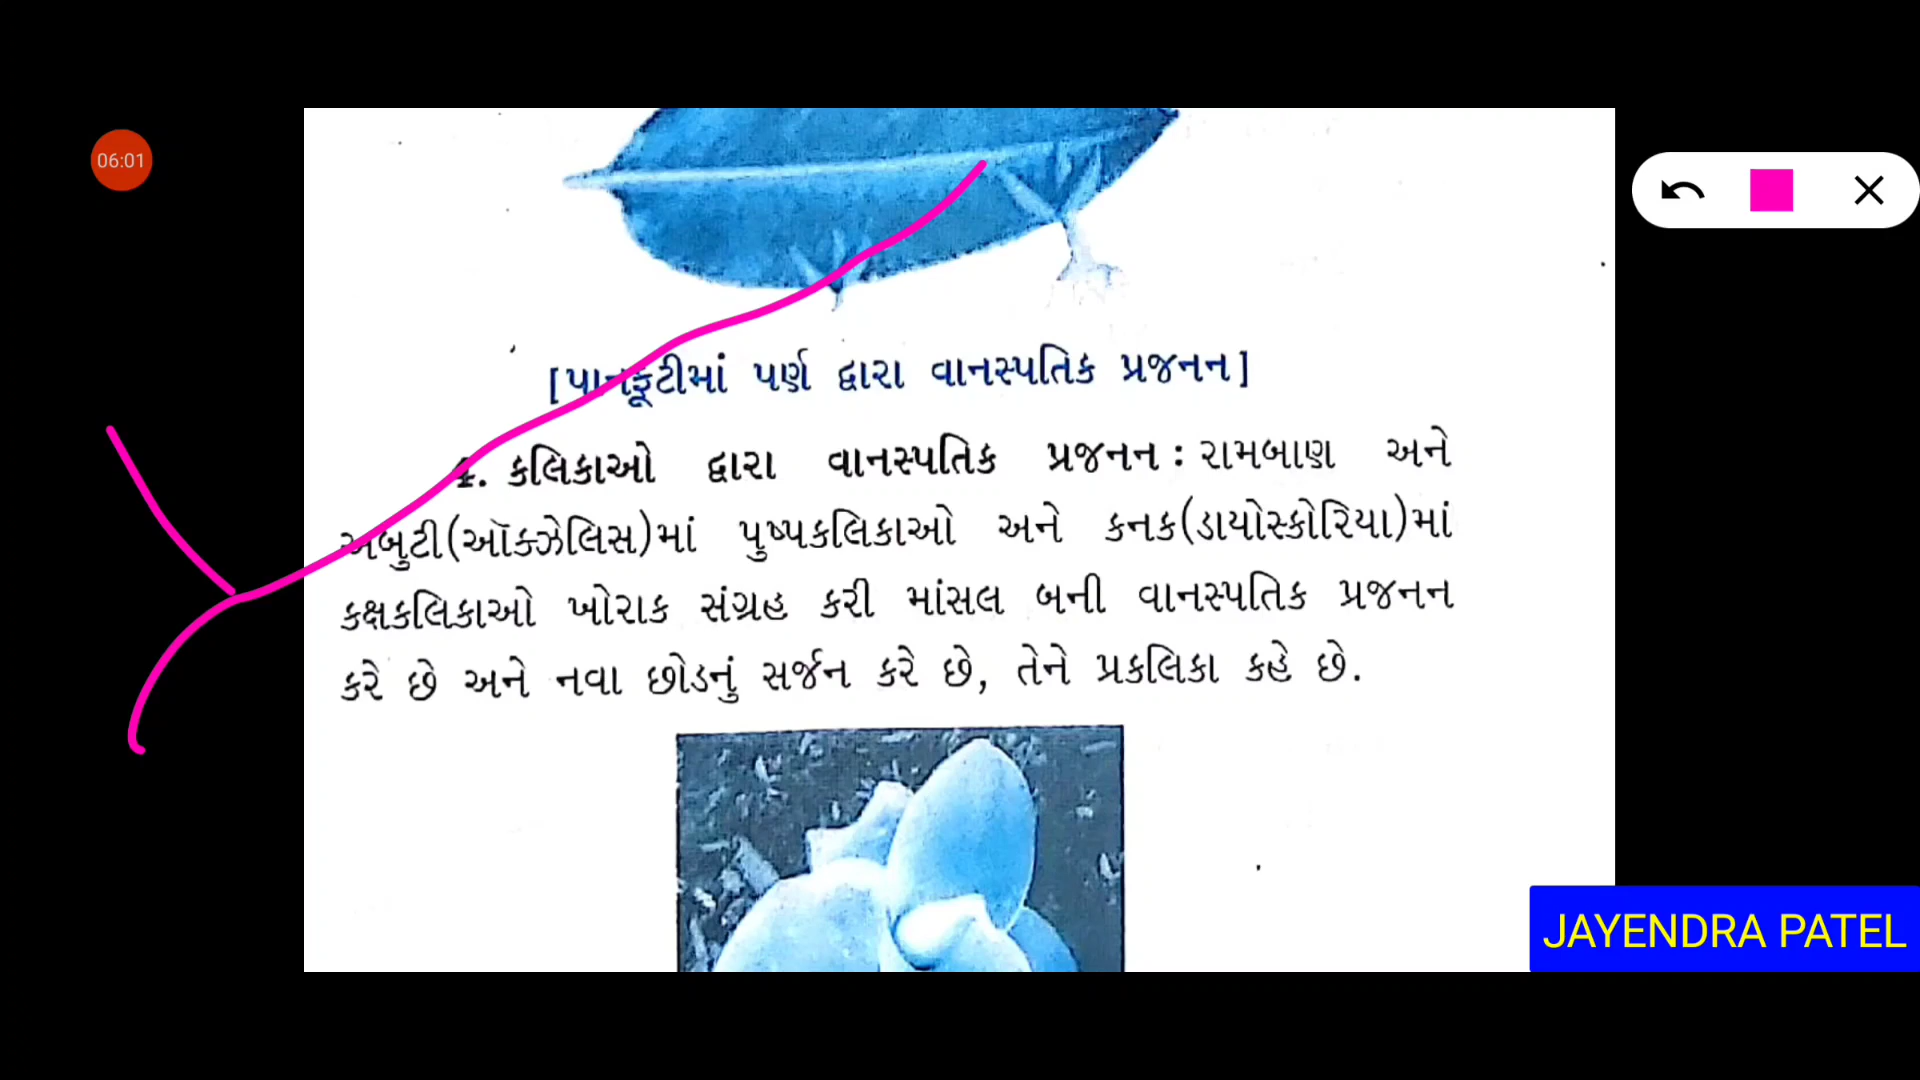 06:01
[પાનફૂટીમાં પર્ણ દ્વારા વાનસ્પતિક પ્રજનન]
4. કલિકાઓ દ્વારા વાનસ્પતિક પ્રજનન : રામબાણ અને
અંબુટી(ઑક્ઝેલિસ)માં પુષ્પકલિકાઓ અને કનક(ડાયોસ્કોરિયા)માં
કક્ષકલિકાઓ ખોરાક સંગ્રહ કરી માંસલ બની વાનસ્પતિક પ્રજનન
કરે છે અને નવા છોડનું સર્જન કરે છે, તેને પ્રકલિકા કહે છે.
JAYENDRA PATEL